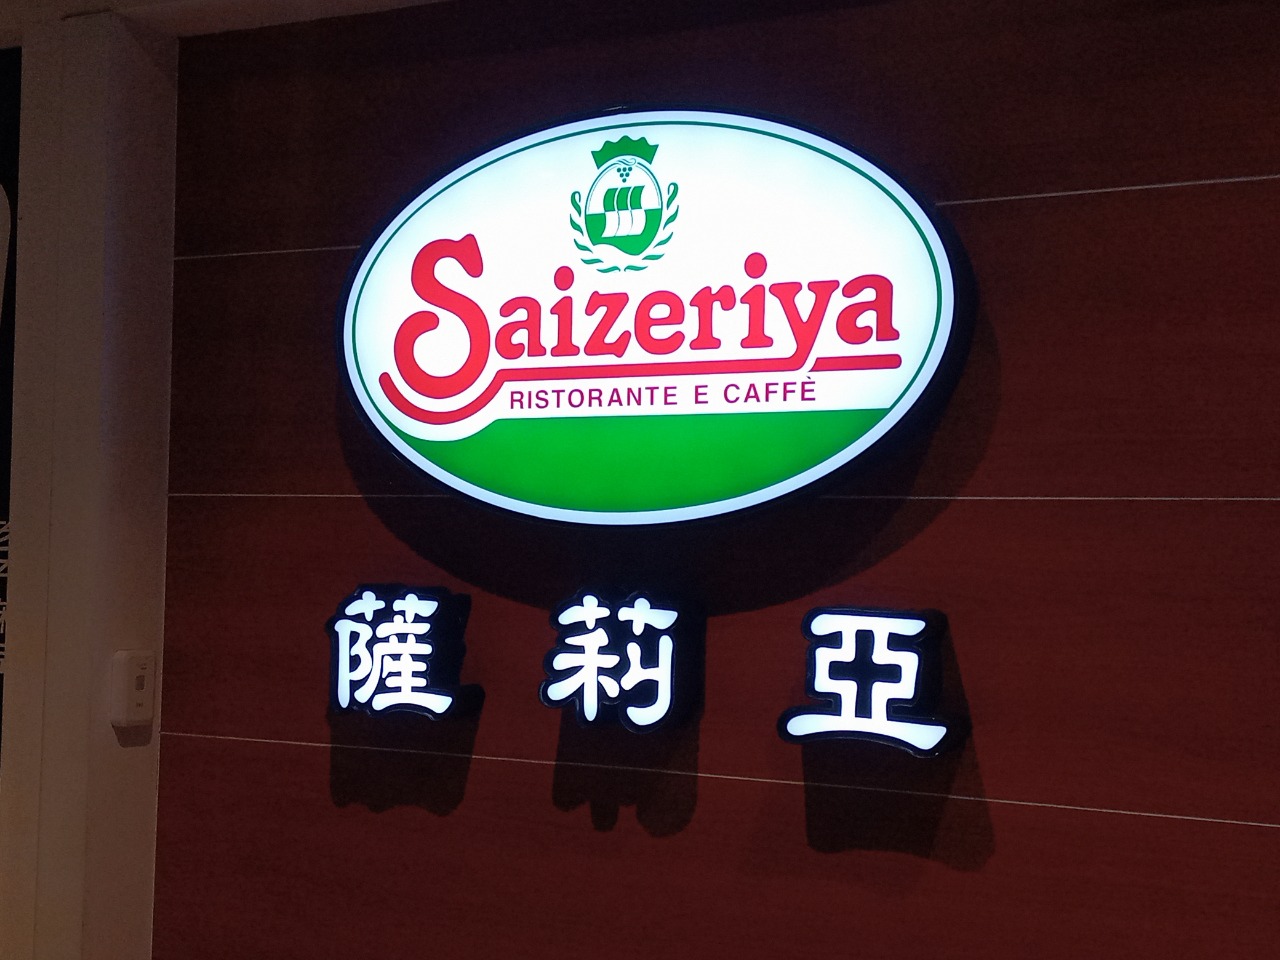 Saizeriya
RISTORANTE E CAFFÈ
薩莉亞